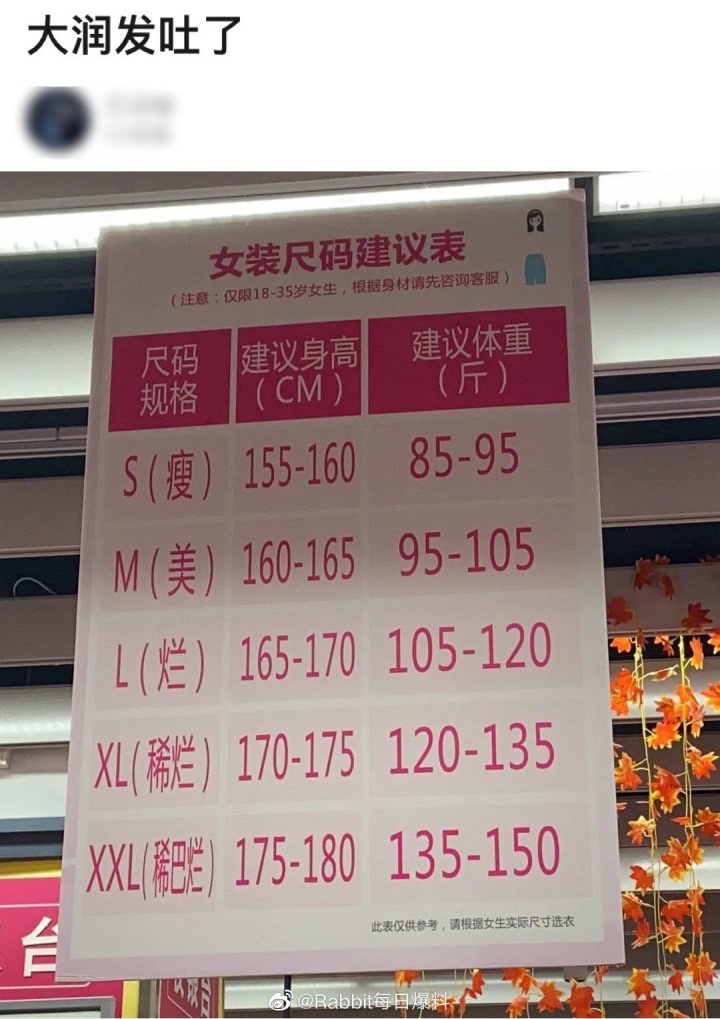 大润发吐了
女装尺码建议表
（注意：仅限18-35岁女生，根据身材请先咨询客服）
尺码规格 建议身高（CM） 建议体重（斤）
S(瘦) 155-160 85-95
M(美) 160-165 95-105
L(烂) 165-170 105-120
XL(稀烂) 170-175 120-135
XXL(稀巴烂) 175-180 135-150
此表仅供参考，请根据女生实际尺寸选衣
台
银台
@Rabbit每日爆料